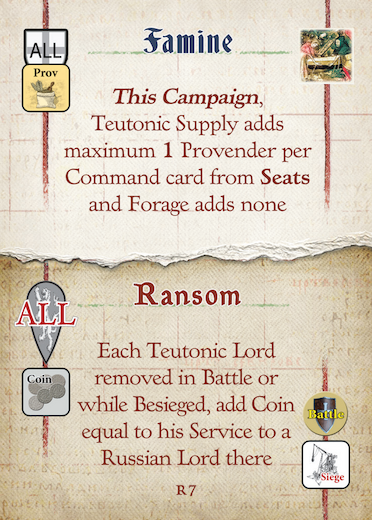 ALL
Famine
Prov
This Campaign,
Teutonic Supply adds
maximum 1 Provender per
Command card from Seats
and Forage adds none
Ransom
ALL
Each Teutonic Lord
removed in Battle or
while Besieged, add Coin
equal to his Service to a
Russian Lord there
Coin
Battle
Siege
R7